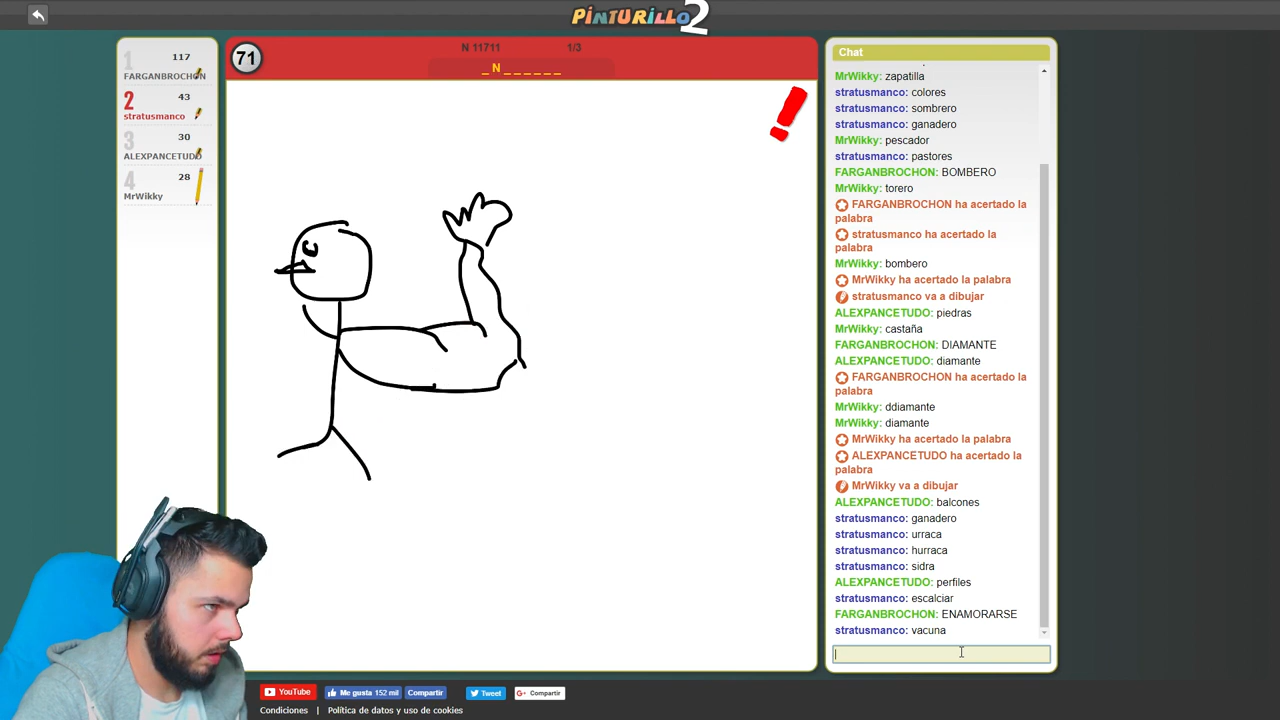 PINTURILLO2
1
117
FARGANBROCHON
2
43
stratusmanco
3
30
ALEXPANCETUDO
4
28
MrWikky
71
N 11711
1/3
_ N _ _ _ _ _ _
Chat
MrWikky: zapatilla
stratusmanco: colores
stratusmanco: sombrero
stratusmanco: ganadero
MrWikky: pescador
stratusmanco: pastores
FARGANBROCHON: BOMBERO
MrWikky: torero
FARGANBROCHON ha acertado la
palabra
stratusmanco ha acertado la
palabra
MrWikky: bombero
MrWikky ha acertado la palabra
stratusmanco va a dibujar
ALEXPANCETUDO: piedras
MrWikky: castaña
FARGANBROCHON: DIAMANTE
ALEXPANCETUDO: diamante
FARGANBROCHON ha acertado la
palabra
MrWikky: ddiamante
MrWikky: diamante
MrWikky ha acertado la palabra
ALEXPANCETUDO ha acertado la
palabra
MrWikky va a dibujar
ALEXPANCETUDO: balcones
stratusmanco: ganadero
stratusmanco: urraca
stratusmanco: hurraca
stratusmanco: sidra
ALEXPANCETUDO: perfiles
stratusmanco: escalciar
FARGANBROCHON: ENAMORARSE
stratusmanco: vacuna
YouTube
Me gusta 152 mil
Compartir
Tweet
G+ Compartir
Condiciones | Política de datos y uso de cookies